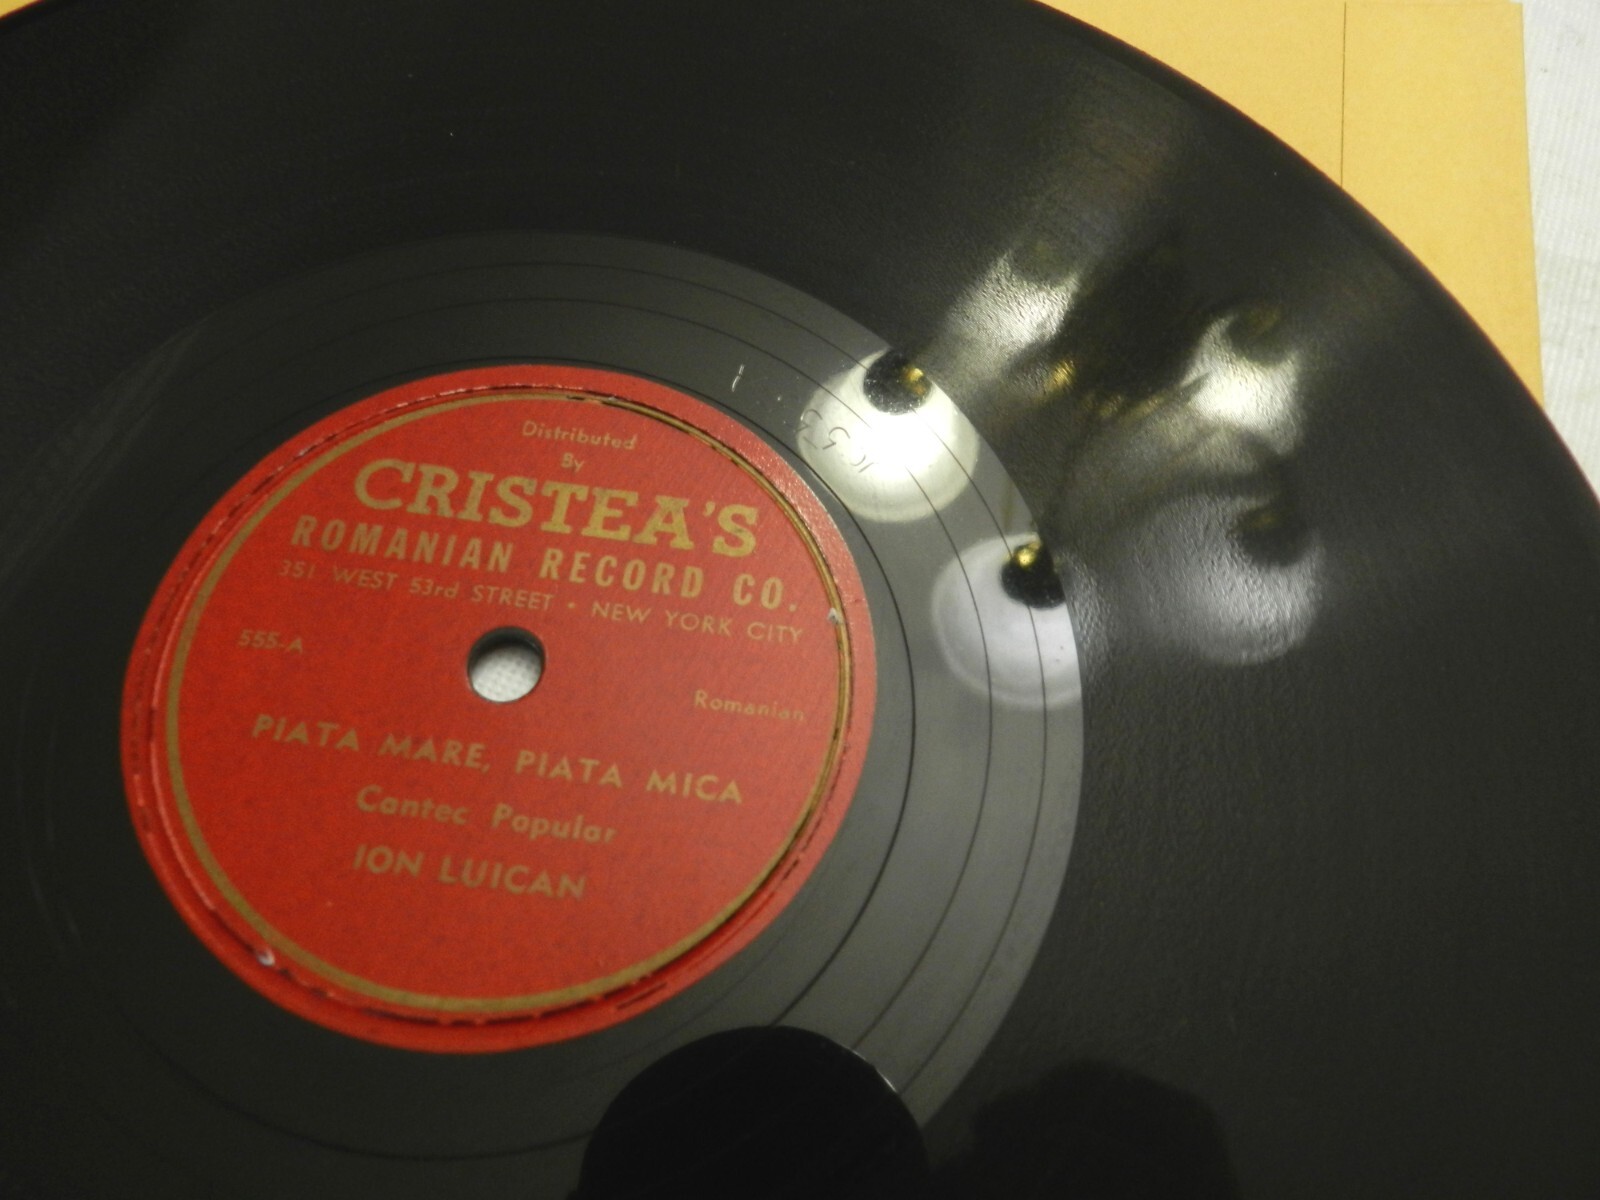 Distributed
By
CRISTEA'S
ROMANIAN RECORD CO.
351 WEST 53rd STREET • NEW YORK CITY
555-A
Romanian
PIATA MARE, PIATA MICA
Cantec Popular
ION LUICAN